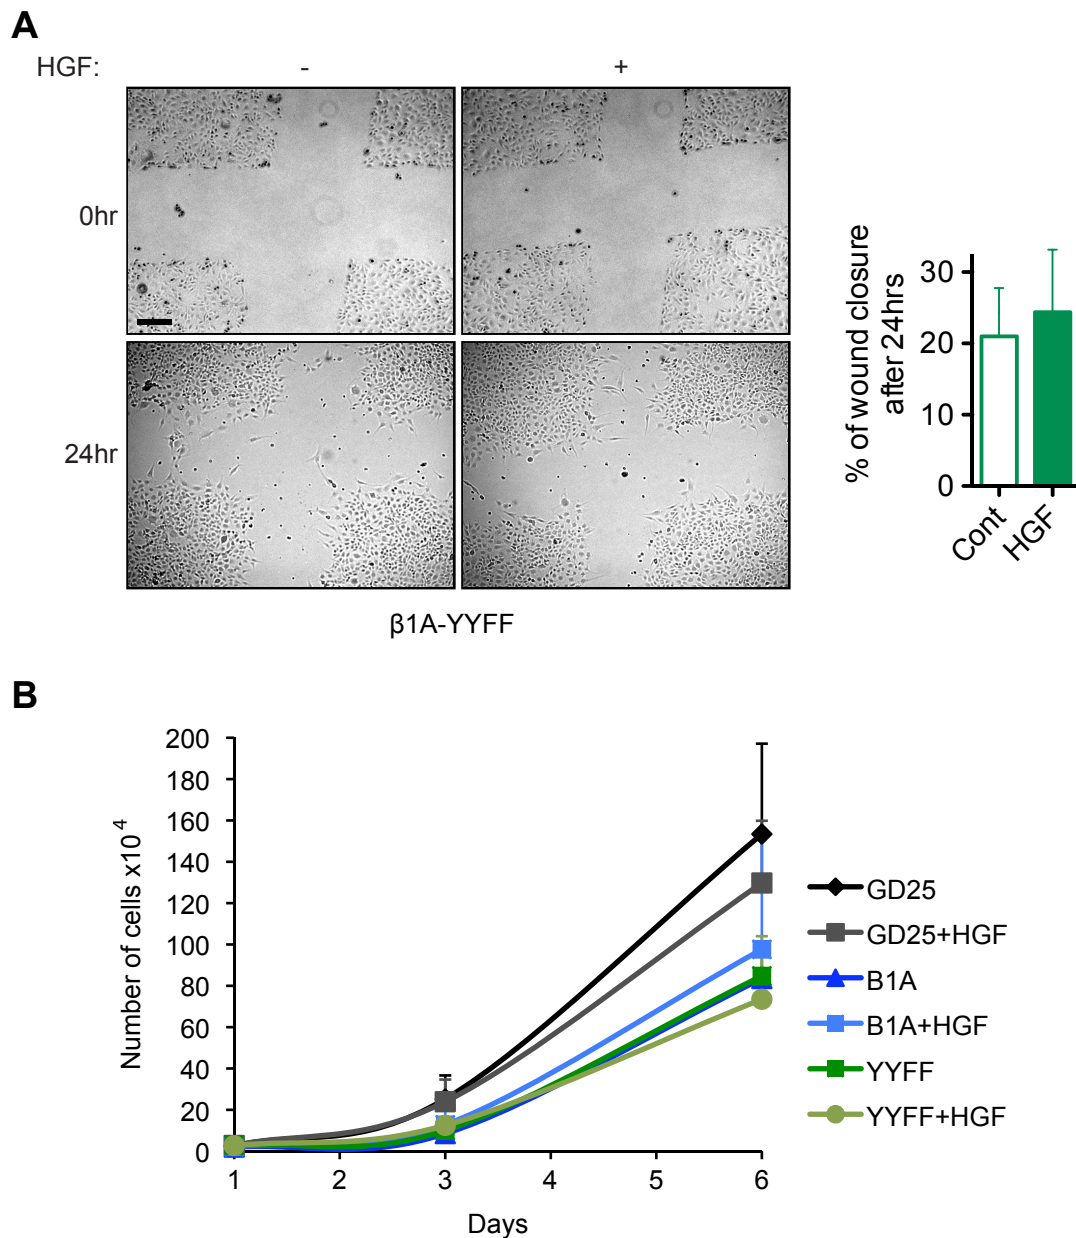 A
HGF:
-
+
0hr
24hr
β1A-YYFF
% of wound closure
after 24hrs
30
20
10
0
Cont
HGF
B
Number of cells x10⁴
200
180
160
140
120
100
80
60
40
20
0
1
2
3
4
5
6
Days
GD25
GD25+HGF
B1A
B1A+HGF
YYFF
YYFF+HGF